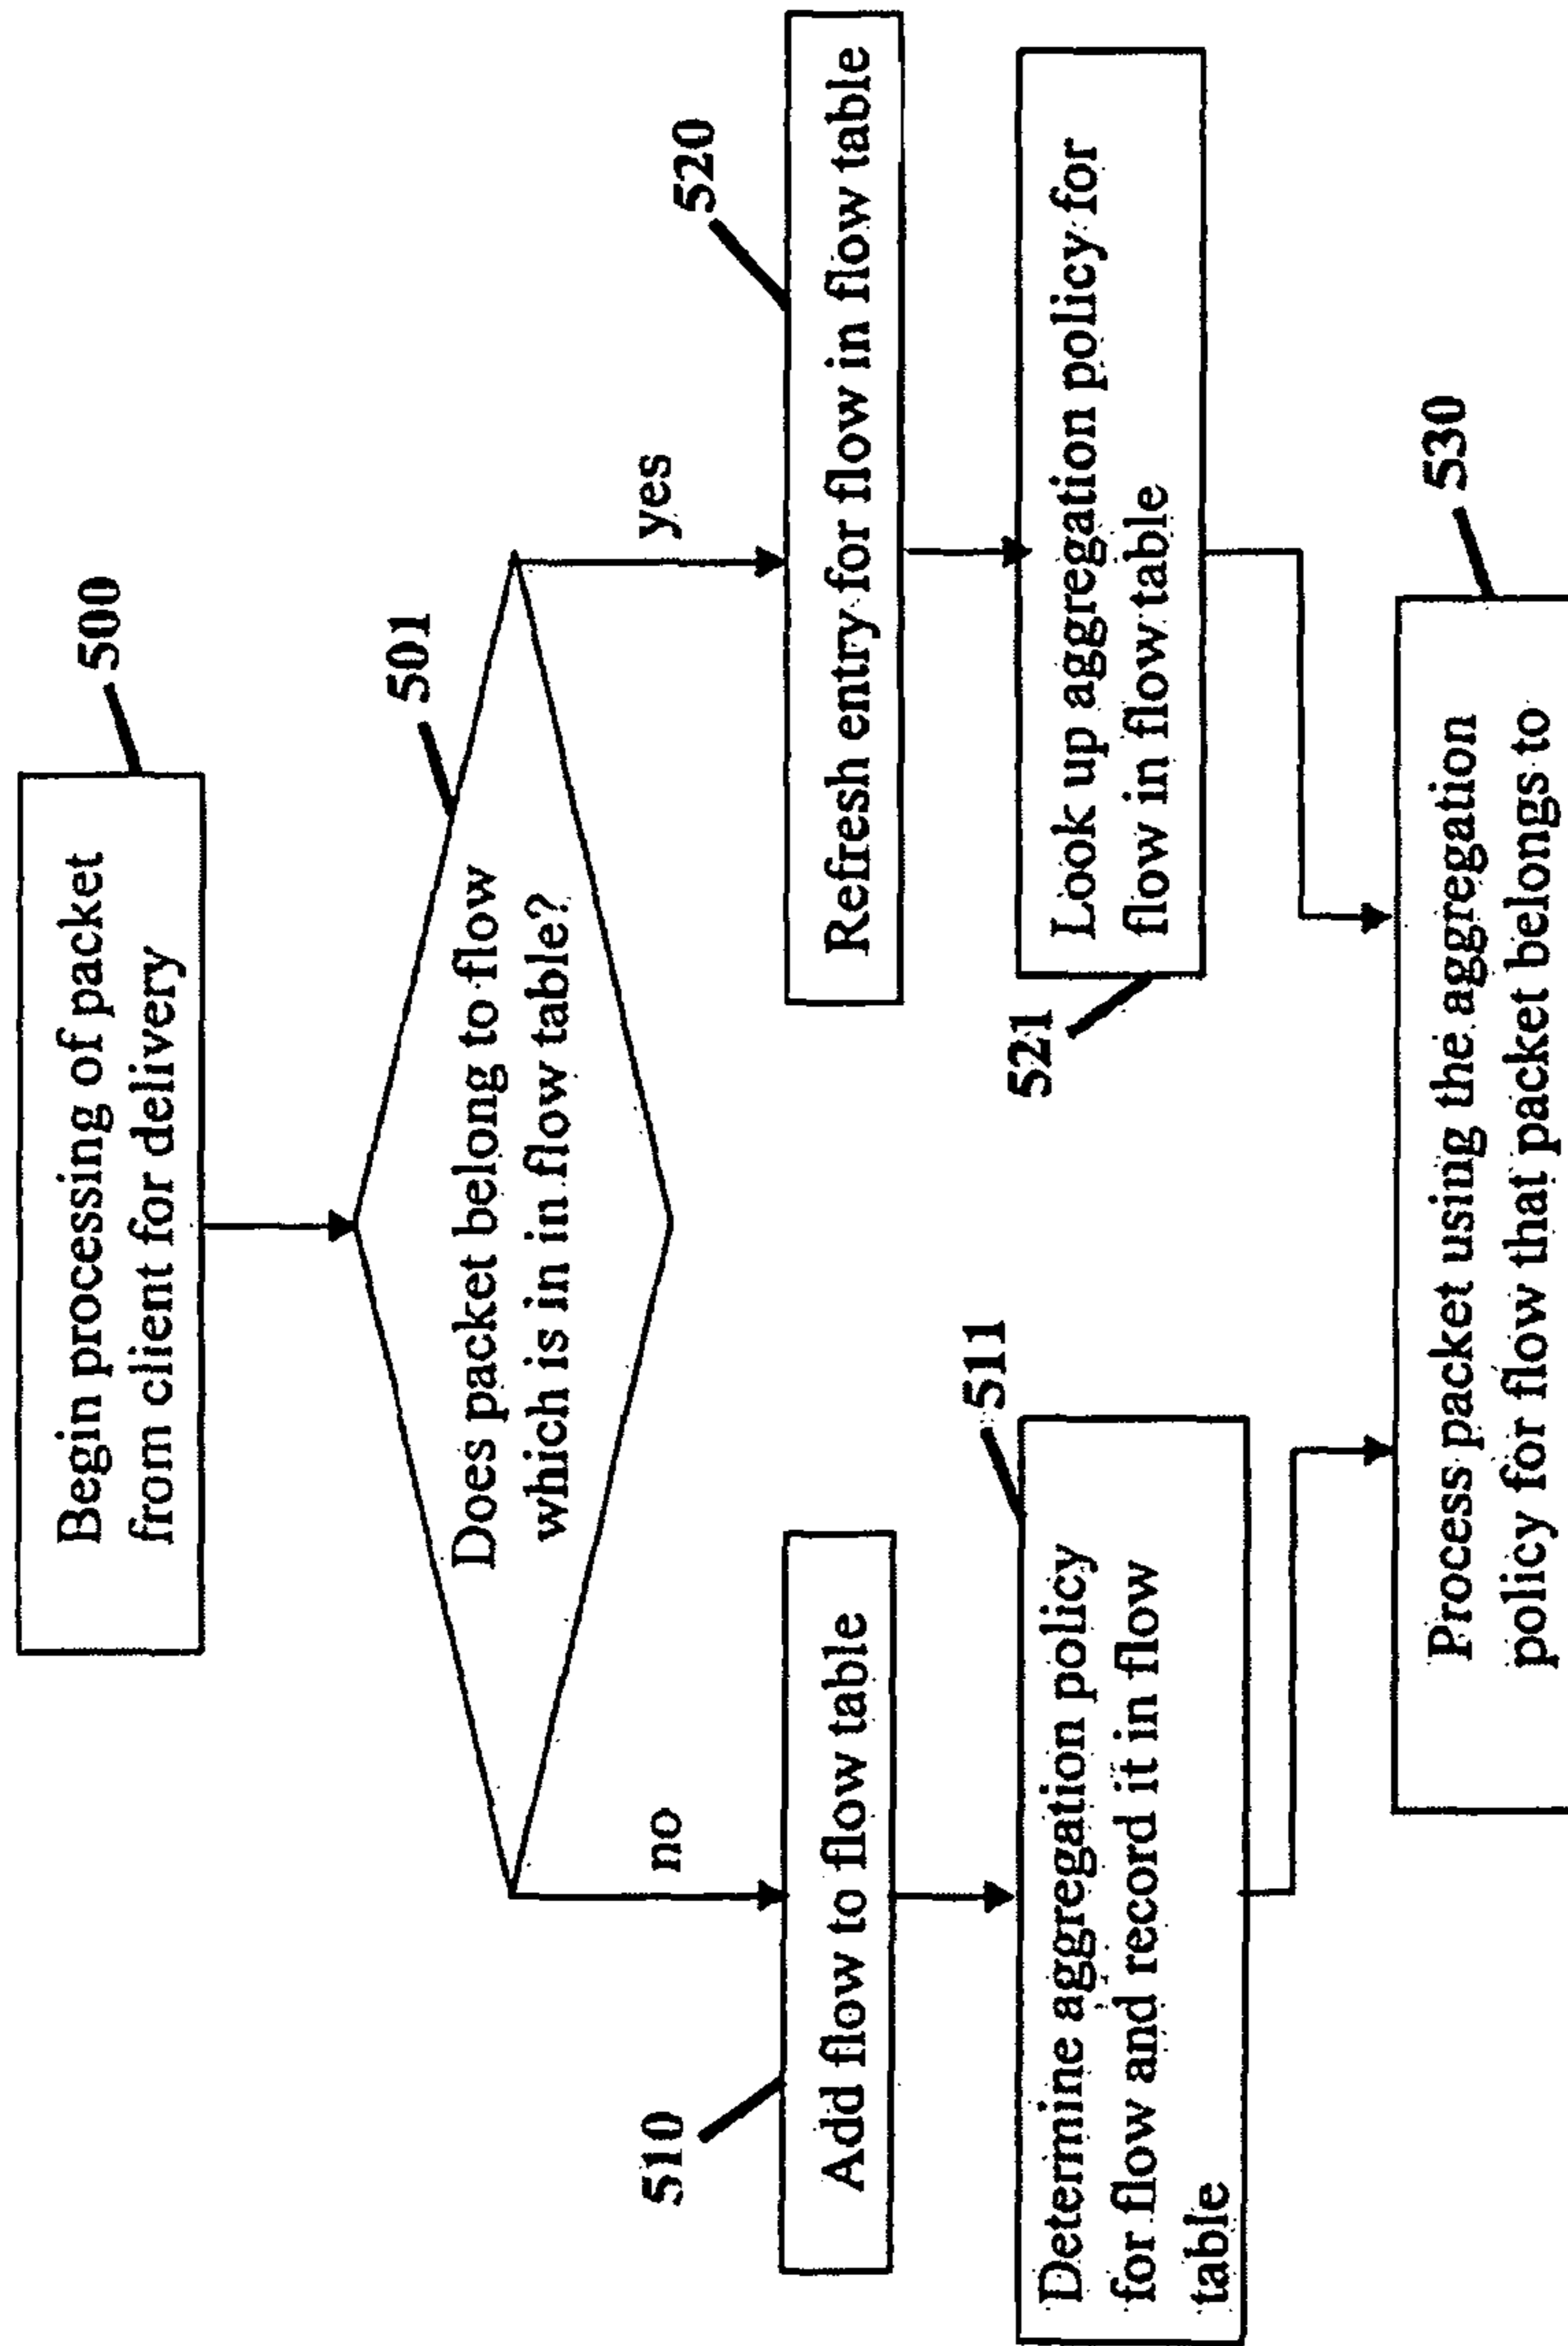 Begin processing of packet
from client for delivery
500
501
Does packet belong to flow
which is in flow table?
no
yes
510
Add flow to flow table
520
Refresh entry for flow in flow table
511
Determine aggregation policy
for flow and record it in flow
table
521
Look up aggregation policy for
flow in flow table
530
Process packet using the aggregation
policy for flow that packet belongs to